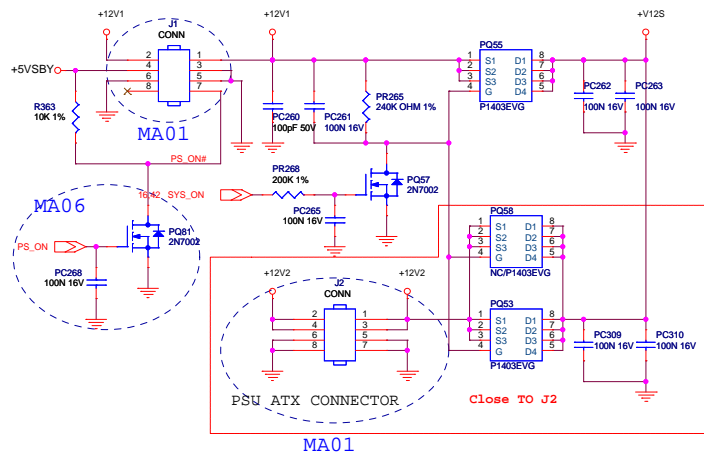 +12V1
+12V1
+V12S
J1
CONN
2
4
6
8
1
3
5
7
+5VSBY
R363
10K 1%
MA01
PC260
100pF 50V
PC261
100N 16V
PR265
240K OHM 1%
PQ55
1
2
3
4
S1
S2
S3
G
D1
D2
D3
D4
8
7
6
5
P1403EVG
PC262
100N 16V
PC263
100N 16V
PS_ON#
PR268
200K 1%
16,42 SYS_ON
PQ57
2N7002
PC265
100N 16V
MA06
PQ81
2N7002
PS_ON
PC268
100N 16V
PQ58
1
2
3
4
S1
S2
S3
G
D1
D2
D3
D4
8
7
6
5
NC/P1403EVG
+12V2
+12V2
J2
CONN
2
4
6
8
1
3
5
7
PQ53
1
2
3
4
S1
S2
S3
G
D1
D2
D3
D4
8
7
6
5
P1403EVG
PC309
100N 16V
PC310
100N 16V
PSU ATX CONNECTOR
Close TO J2
MA01